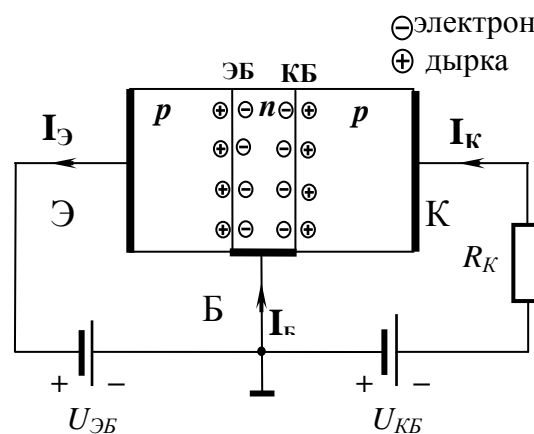 ⊖электрон
⊕ дырка
ЭБ КБ
p n p
IЭ
IК
Э
К
RК
Б
IБ
+ − + −
UЭБ
UКБ